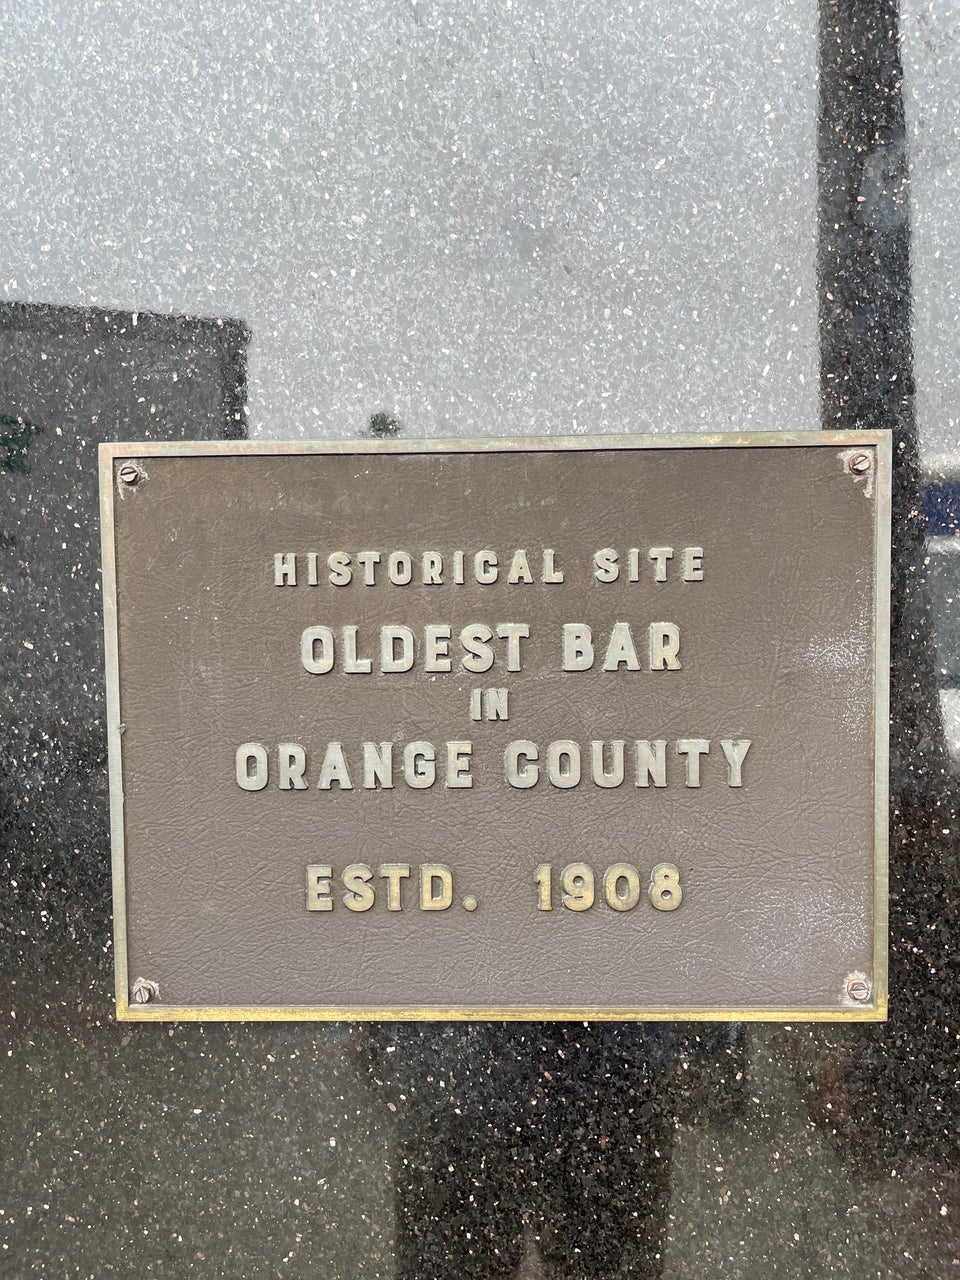 HISTORICAL SITE
OLDEST BAR
IN
ORANGE COUNTY
ESTD. 1908